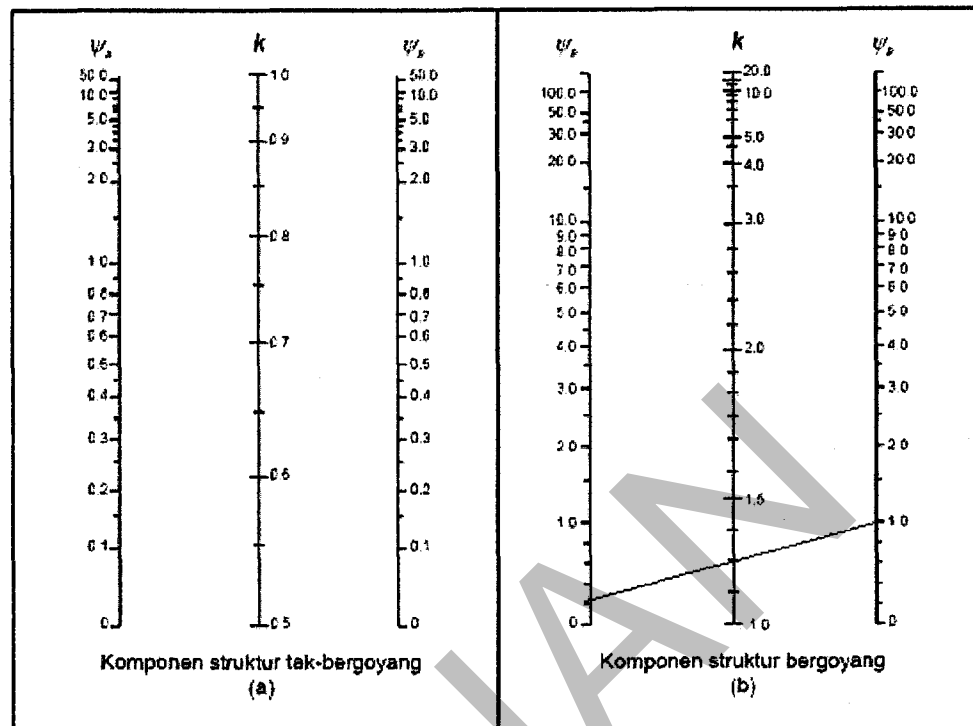 ψₐ k ψᵦ
50.0 1.0 50.0
10.0 10.0
5.0 0.9 5.0
3.0 3.0
2.0 2.0
0.8
1.0 1.0
0.8 0.8
0.7 0.7
0.6 0.7 0.6
0.5 0.5
0.4 0.4
0.3 0.3
0.6
0.2 0.2
0.1 0.1
0 0.5 0
Komponen struktur tak-bergoyang
(a)
k
20.0
100.0 10.0 100.0
50.0 50.0
30.0 5.0 30.0
20.0 4.0 20.0
10.0 3.0 10.0
9.0 9.0
8.0 8.0
7.0 7.0
6.0 6.0
5.0 5.0
4.0 2.0 4.0
3.0 3.0
2.0 2.0
1.5
1.0 1.0
0 1.0 0
Komponen struktur bergoyang
(b)